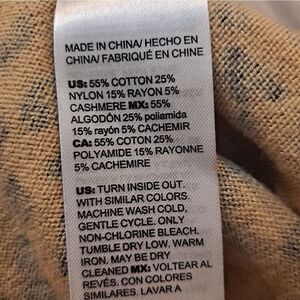 MADE IN CHINA/ HECHO EN
CHINA/ FABRIQUÉ EN CHINE
US: 55% COTTON 25%
NYLON 15% RAYON 5%
CASHMERE MX: 55%
ALGODÓN 25% poliamida
15% rayón 5% CACHEMIR
CA: 55% COTON 25%
POLYAMIDE 15% RAYONNE
5% CACHEMIRE
US: TURN INSIDE OUT.
WITH SIMILAR COLORS.
MACHINE WASH COLD,
GENTLE CYCLE. ONLY
NON-CHLORINE BLEACH.
TUMBLE DRY LOW. WARM
IRON. MAY BE DRY
CLEANED MX: VOLTEAR AL
REVÉS. CON COLORES
SIMILARES. LAVAR A